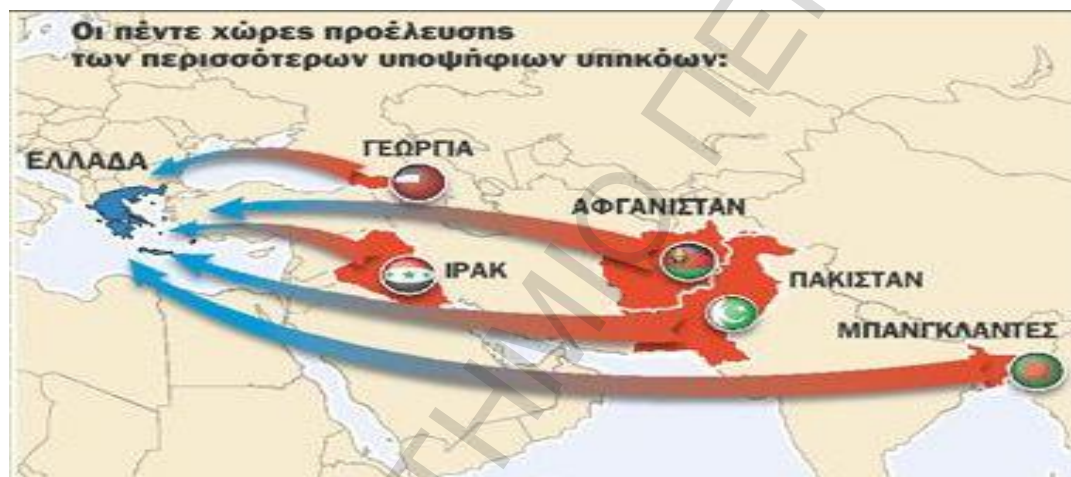 Οι πέντε χώρες προέλευσης
των περισσότερων υποψήφιων υπηκόων:
ΕΛΛΑΔΑ
ΓΕΩΡΓΙΑ
ΑΦΓΑΝΙΣΤΑΝ
ΙΡΑΚ
ΠΑΚΙΣΤΑΝ
ΜΠΑΝΓΚΛΑΝΤΕΣ